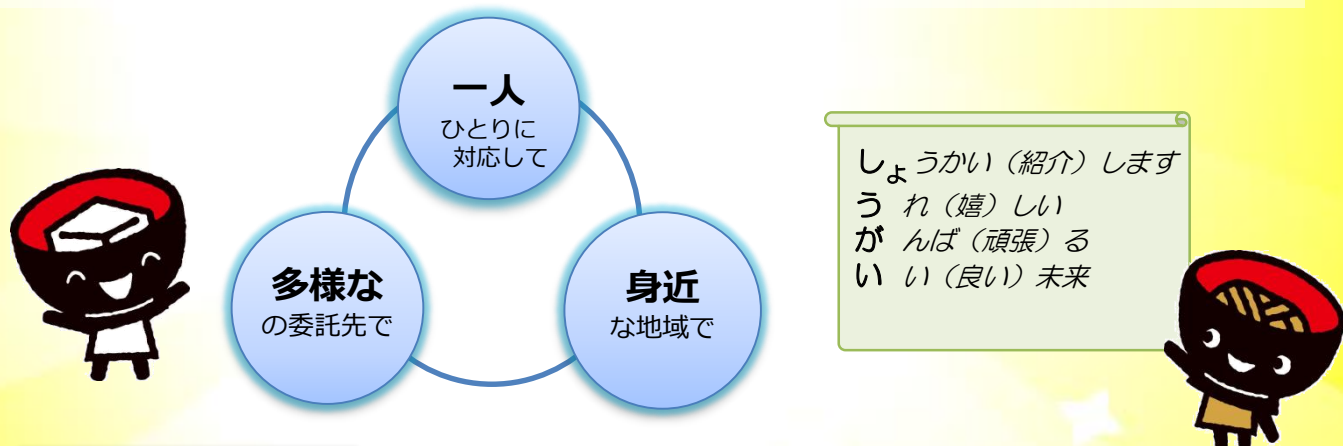 一人
ひとりに
対応して
多様な
の委託先で
身近
な地域で
しょうかい（紹介）します
う れ（嬉）しい
が んば（頑張）る
い い（良い）未来